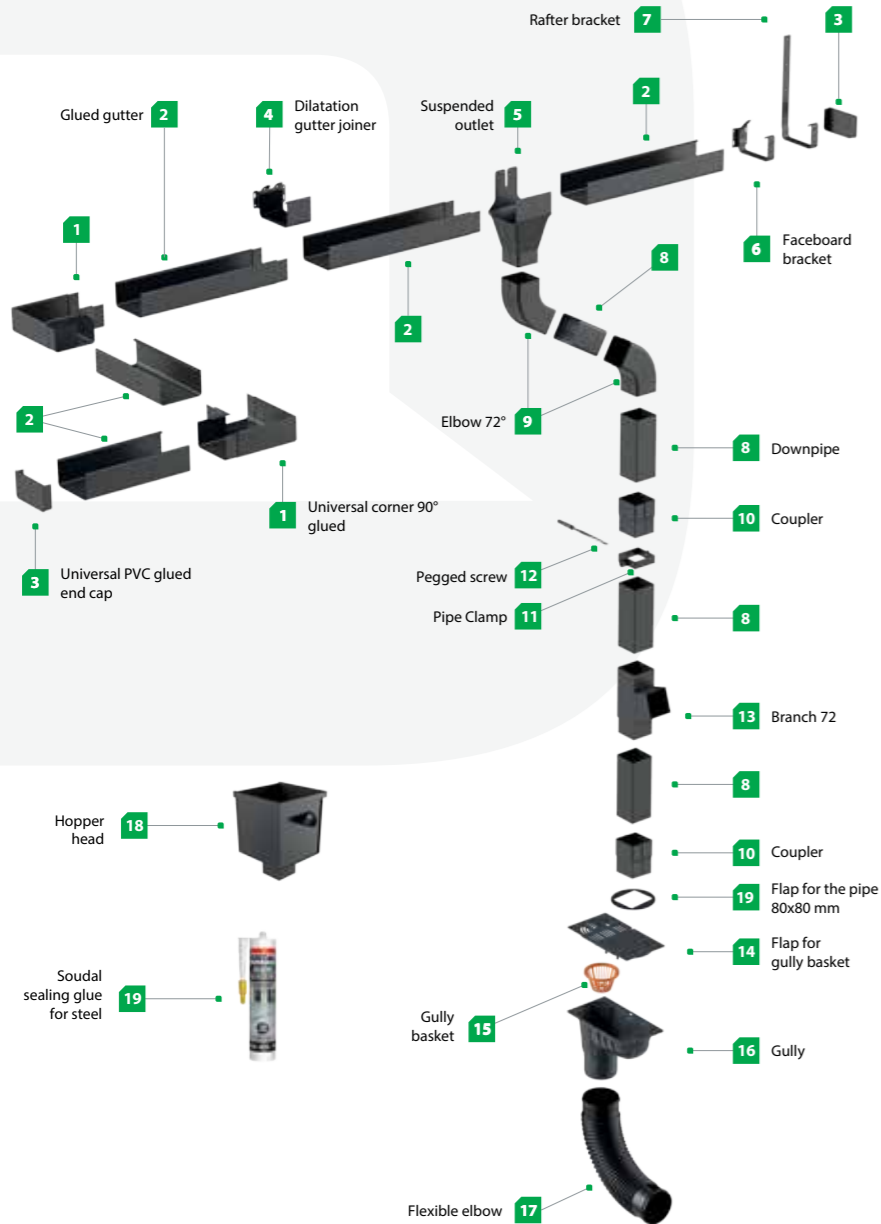 Rafter bracket 7
3
Glued gutter 2
4 Dilatation
gutter joiner
Suspended
outlet
5
2
1
2
6 Faceboard
bracket
8
2
Elbow 72° 9
8 Downpipe
1 Universal corner 90°
glued
3 Universal PVC glued
end cap
10 Coupler
Pegged screw 12
Pipe Clamp 11
8
13 Branch 72
8
Hopper
head
18
10 Coupler
19 Flap for the pipe
80x80 mm
14 Flap for
gully basket
Soudal
sealing glue
for steel
19
Gully
basket
15
16 Gully
Flexible elbow 17